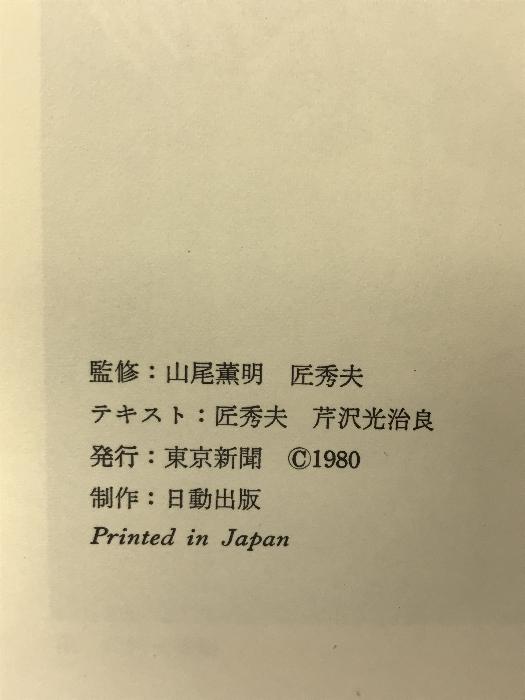 監修：山尾薫明　匠秀夫
テキスト：匠秀夫　芹沢光治良
発行：東京新聞　©1980
制作：日動出版
Printed in Japan